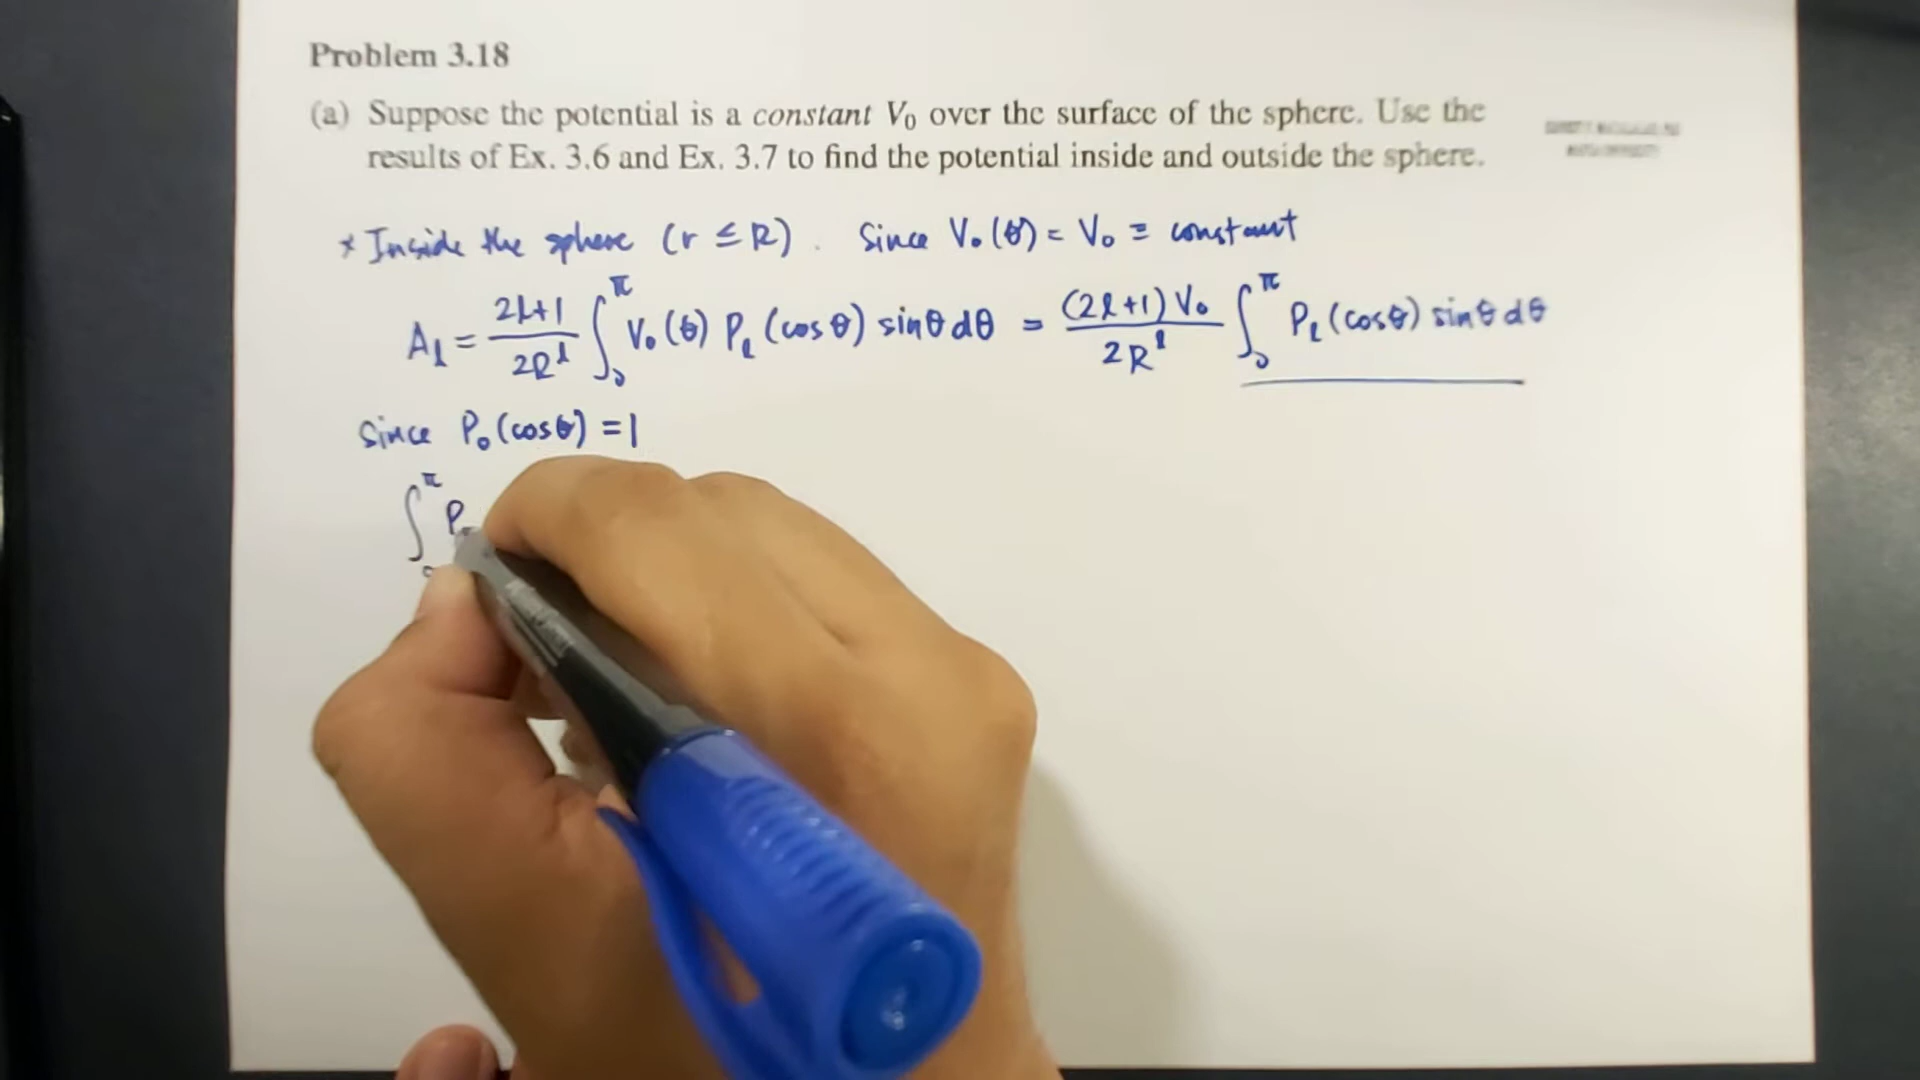 Problem 3.18
(a) Suppose the potential is a constant V₀ over the surface of the sphere. Use the
results of Ex. 3.6 and Ex. 3.7 to find the potential inside and outside the sphere.
* Inside the sphere (r ≤ R). Since V₀(θ) = V₀ ≡ constant
A_l = (2l+1)/(2R^l) ∫₀^π V₀(θ) P_l(cosθ) sinθ dθ = ((2l+1)V₀)/(2R^l) ∫₀^π P_l(cosθ) sinθ dθ
Since P₀(cosθ) = 1
∫₀^π P